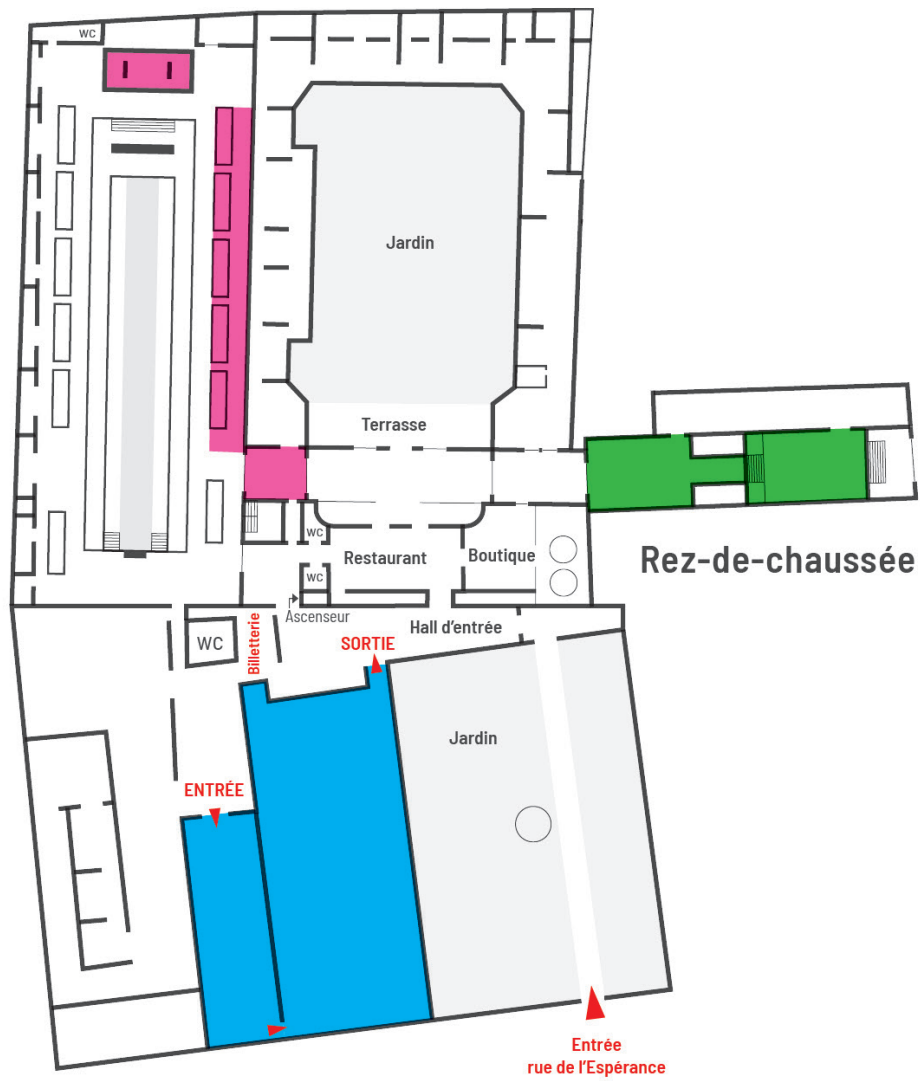 WC
Jardin
Terrasse
WC
Restaurant
Boutique
WC
Rez-de-chaussée
Ascenseur
Hall d'entrée
WC
Billetterie
SORTIE
Jardin
ENTRÉE
Entrée
rue de l'Espérance